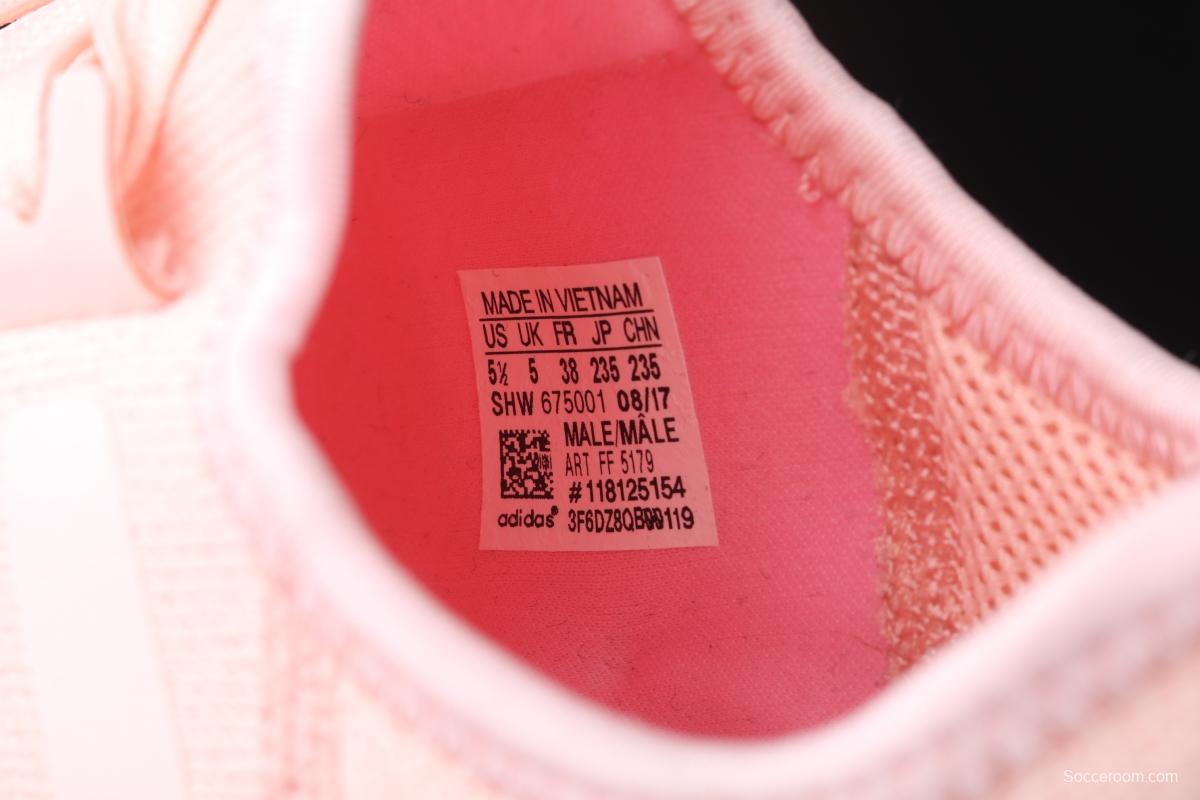 MADE IN VIETNAM
US UK FR JP CHN
5½ 5 38 235 235
SHW 675001 08/17
MALE/MÂLE
ART FF 5179
#118125154
adidas®
Socceroom.com